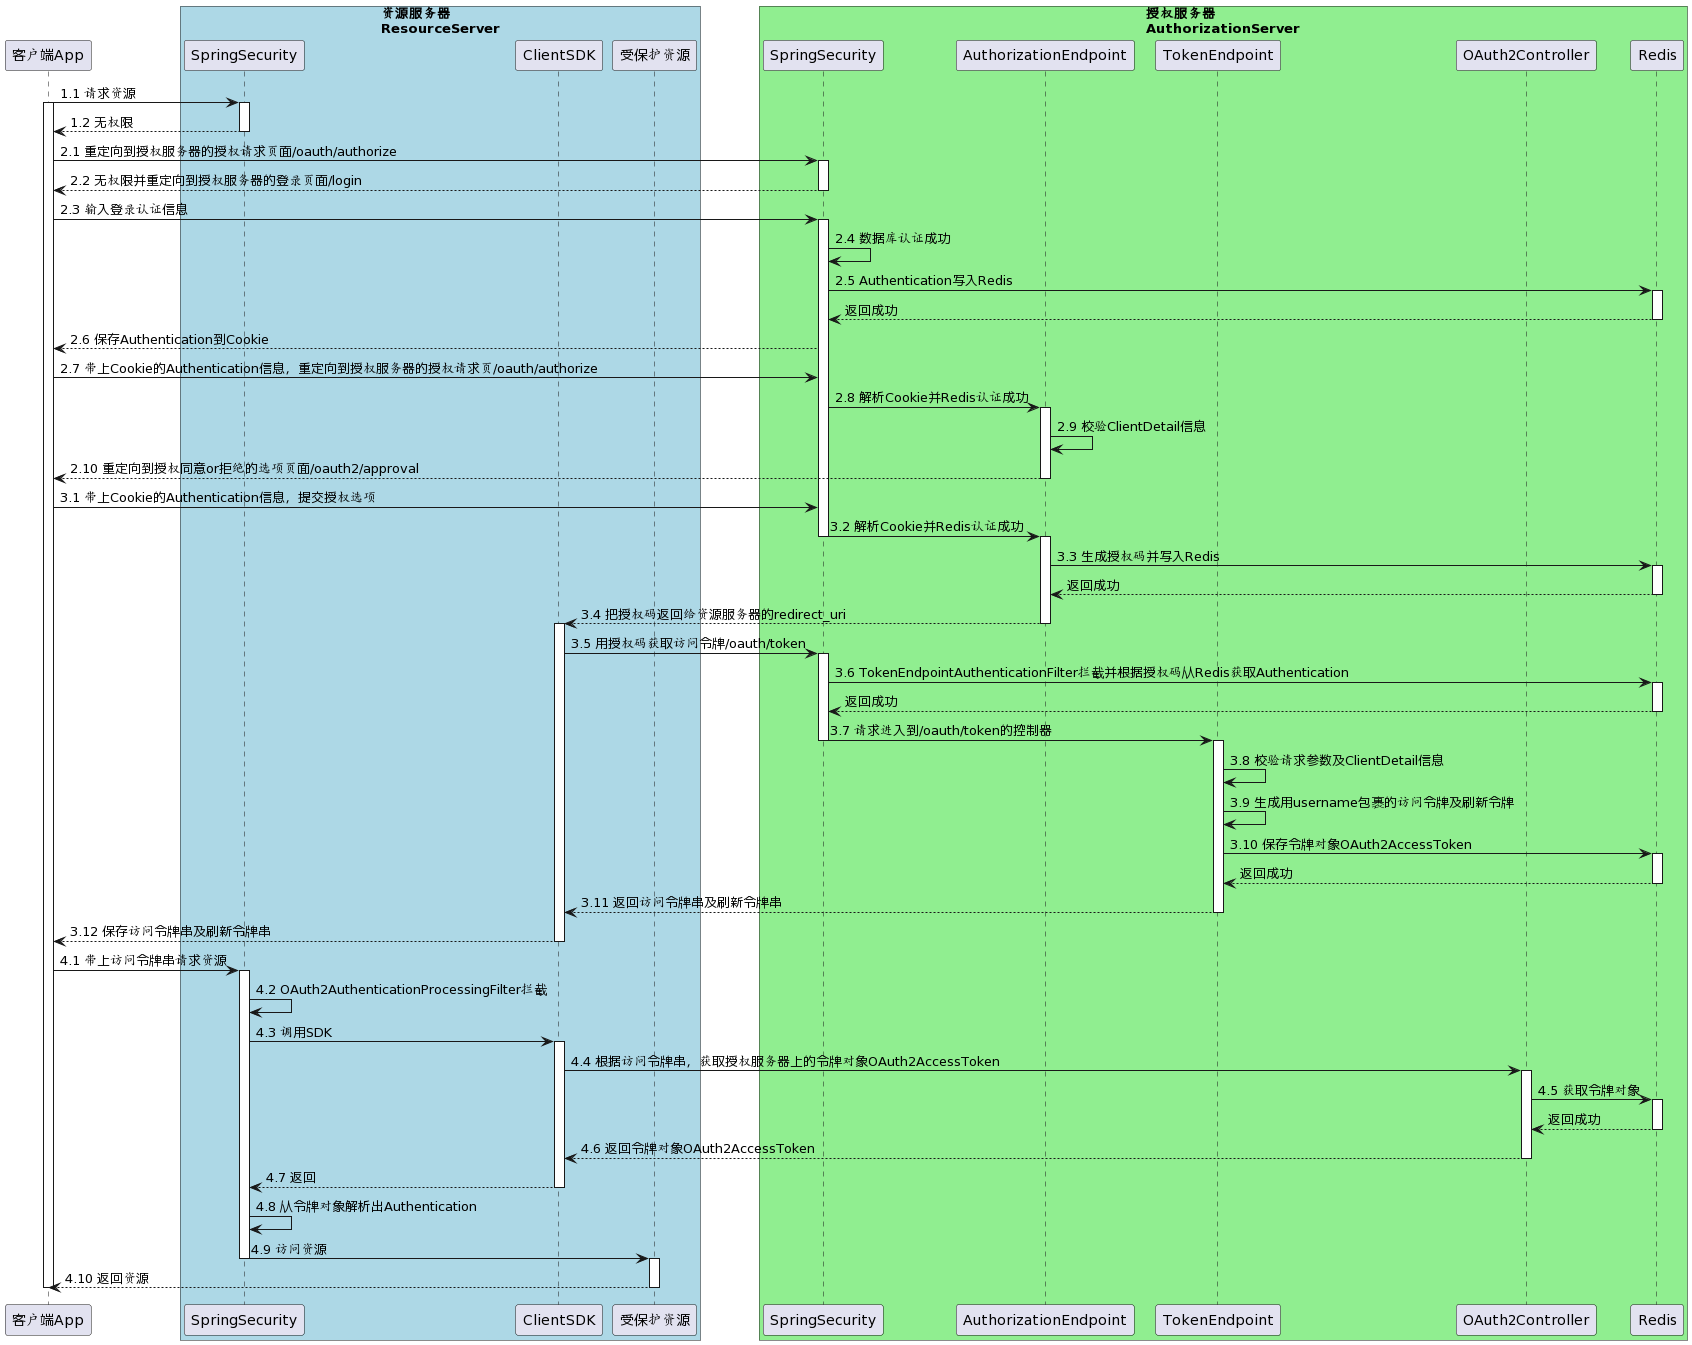 资源服务器
ResourceServer
授权服务器
AuthorizationServer
客户端App
SpringSecurity
ClientSDK
受保护资源
SpringSecurity
AuthorizationEndpoint
TokenEndpoint
OAuth2Controller
Redis
1.1 请求资源
1.2 无权限
2.1 重定向到授权服务器的授权请求页面/oauth/authorize
2.2 无权限并重定向到授权服务器的登录页面/login
2.3 输入登录认证信息
2.4 数据库认证成功
2.5 Authentication写入Redis
返回成功
2.6 保存Authentication到Cookie
2.7 带上Cookie的Authentication信息，重定向到授权服务器的授权请求页/oauth/authorize
2.8 解析Cookie并Redis认证成功
2.9 校验ClientDetail信息
2.10 重定向到授权同意or拒绝的选项页面/oauth2/approval
3.1 带上Cookie的Authentication信息，提交授权选项
3.2 解析Cookie并Redis认证成功
3.3 生成授权码并写入Redis
返回成功
3.4 把授权码返回给资源服务器的redirect_uri
3.5 用授权码获取访问令牌/oauth/token
3.6 TokenEndpointAuthenticationFilter拦截并根据授权码从Redis获取Authentication
返回成功
3.7 请求进入到/oauth/token的控制器
3.8 校验请求参数及ClientDetail信息
3.9 生成用username包裹的访问令牌及刷新令牌
3.10 保存令牌对象OAuth2AccessToken
返回成功
3.11 返回访问令牌串及刷新令牌串
3.12 保存访问令牌串及刷新令牌串
4.1 带上访问令牌串请求资源
4.2 OAuth2AuthenticationProcessingFilter拦截
4.3 调用SDK
4.4 根据访问令牌串，获取授权服务器上的令牌对象OAuth2AccessToken
4.5 获取令牌对象
返回成功
4.6 返回令牌对象OAuth2AccessToken
4.7 返回
4.8 从令牌对象解析出Authentication
4.9 访问资源
4.10 返回资源
客户端App
SpringSecurity
ClientSDK
受保护资源
SpringSecurity
AuthorizationEndpoint
TokenEndpoint
OAuth2Controller
Redis